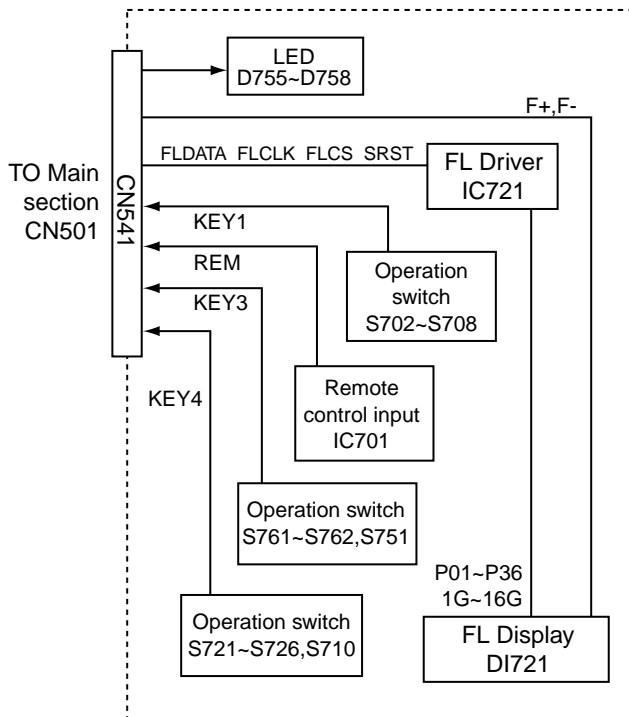 LED
D755~D758
F+,F-
FLDATA FLCLK FLCS SRST
FL Driver
IC721
TO Main
section
CN501
CN541
KEY1
REM
KEY3
KEY4
Operation
switch
S702~S708
Remote
control input
IC701
Operation switch
S761~S762,S751
P01~P36
1G~16G
Operation switch
S721~S726,S710
FL Display
DI721